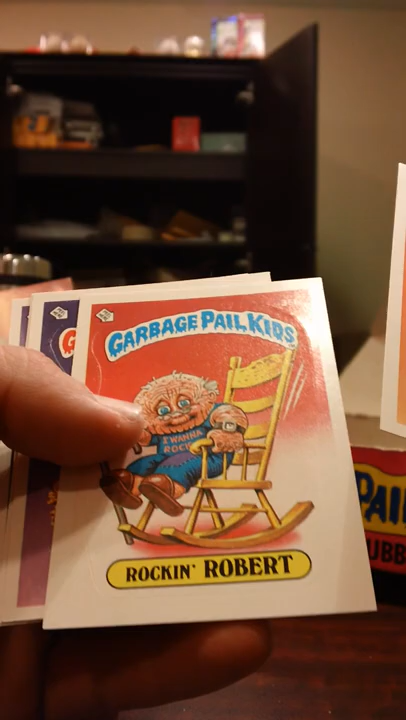 GARBAGE PAIL KIDS
I WANNA
ROCK
ROCKIN' ROBERT
PAIL
UBB